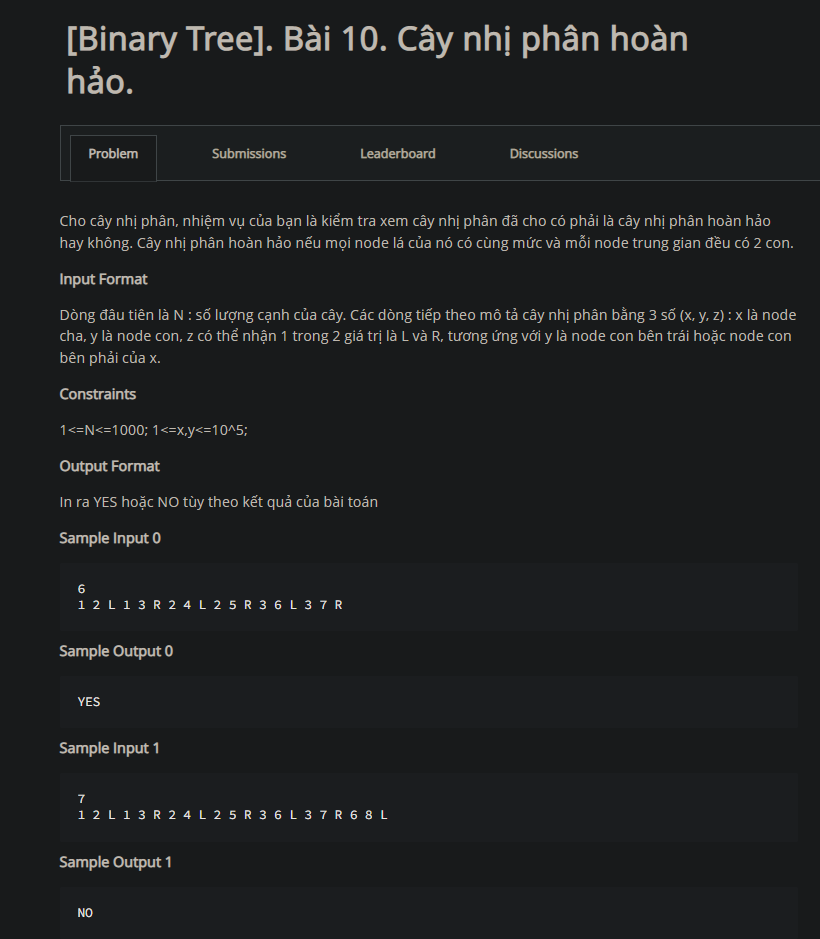 [Binary Tree]. Bài 10. Cây nhị phân hoàn
hảo.
Problem
Submissions
Leaderboard
Discussions
Cho cây nhị phân, nhiệm vụ của bạn là kiểm tra xem cây nhị phân đã cho có phải là cây nhị phân hoàn hảo
hay không. Cây nhị phân hoàn hảo nếu mọi node lá của nó có cùng mức và mỗi node trung gian đều có 2 con.
Input Format
Dòng đâu tiên là N : số lượng cạnh của cây. Các dòng tiếp theo mô tả cây nhị phân bằng 3 số (x, y, z) : x là node
cha, y là node con, z có thể nhận 1 trong 2 giá trị là L và R, tương ứng với y là node con bên trái hoặc node con
bên phải của x.
Constraints
1<=N<=1000; 1<=x,y<=10^5;
Output Format
In ra YES hoặc NO tùy theo kết quả của bài toán
Sample Input 0
6
1 2 L 1 3 R 2 4 L 2 5 R 3 6 L 3 7 R
Sample Output 0
YES
Sample Input 1
7
1 2 L 1 3 R 2 4 L 2 5 R 3 6 L 3 7 R 6 8 L
Sample Output 1
NO